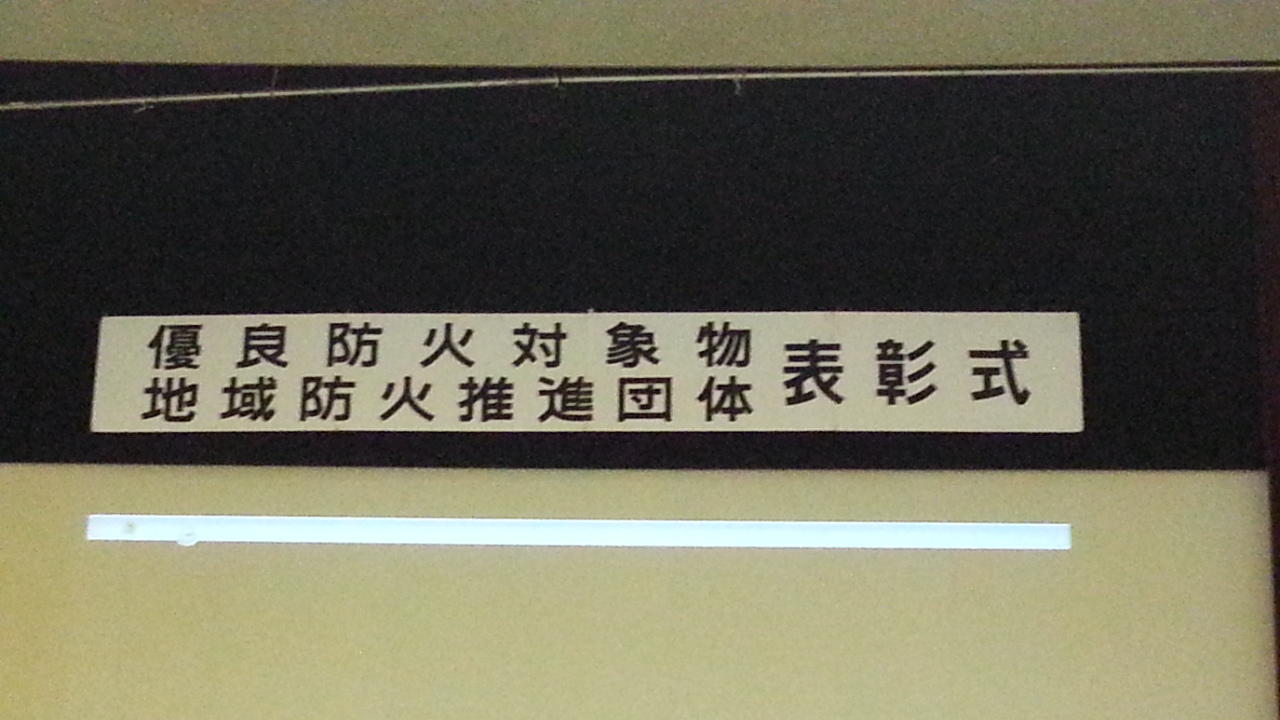 優良防火対象物
地域防火推進団体
表彰式